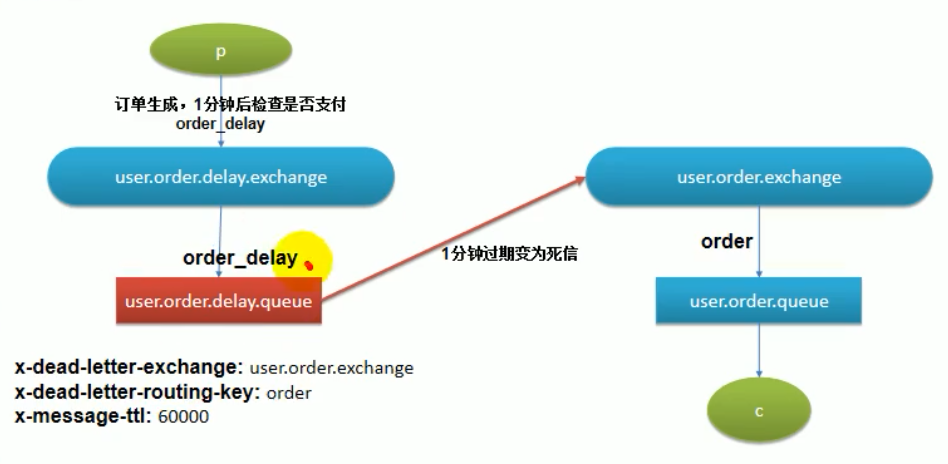 p
订单生成，1分钟后检查是否支付
order_delay
user.order.delay.exchange
user.order.exchange
order_delay
1分钟过期变为死信
order
user.order.delay.queue
user.order.queue
x-dead-letter-exchange: user.order.exchange
x-dead-letter-routing-key: order
x-message-ttl: 60000
c